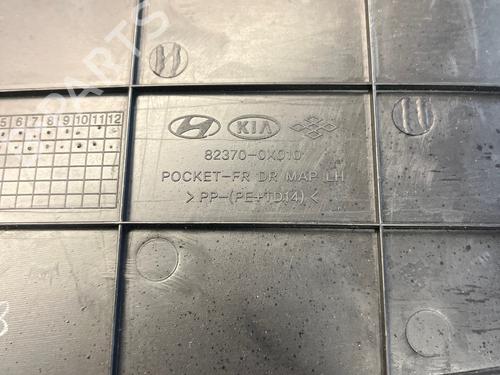 5 6 7 8 9 10 11 12
KIA
82370-0X010
POCKET-FR DR MAP LH
>PP-(PE+TD14)<